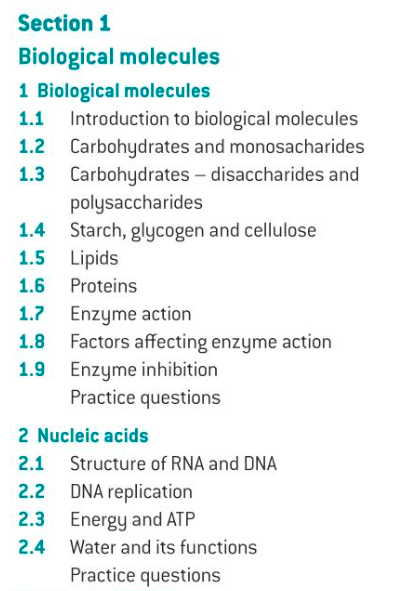 Section 1
Biological molecules
1 Biological molecules
1.1 Introduction to biological molecules
1.2 Carbohydrates and monosacharides
1.3 Carbohydrates – disaccharides and
polysaccharides
1.4 Starch, glycogen and cellulose
1.5 Lipids
1.6 Proteins
1.7 Enzyme action
1.8 Factors affecting enzyme action
1.9 Enzyme inhibition
Practice questions
2 Nucleic acids
2.1 Structure of RNA and DNA
2.2 DNA replication
2.3 Energy and ATP
2.4 Water and its functions
Practice questions